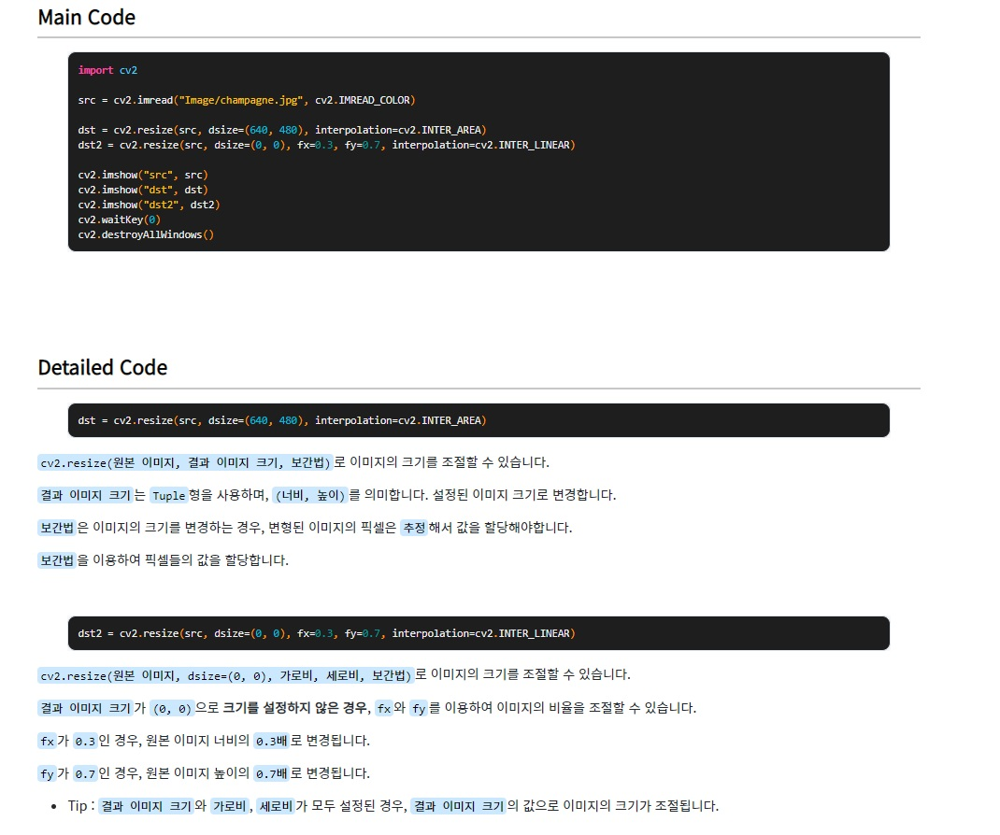 Main Code
import cv2
src = cv2.imread("Image/champagne.jpg", cv2.IMREAD_COLOR)
dst = cv2.resize(src, dsize=(640, 480), interpolation=cv2.INTER_AREA)
dst2 = cv2.resize(src, dsize=(0, 0), fx=0.3, fy=0.7, interpolation=cv2.INTER_LINEAR)
cv2.imshow("src", src)
cv2.imshow("dst", dst)
cv2.imshow("dst2", dst2)
cv2.waitKey(0)
cv2.destroyAllWindows()
Detailed Code
dst = cv2.resize(src, dsize=(640, 480), interpolation=cv2.INTER_AREA)
cv2.resize(원본 이미지, 결과 이미지 크기, 보간법)로 이미지의 크기를 조절할 수 있습니다.
결과 이미지 크기는 Tuple형을 사용하며, (너비, 높이)를 의미합니다. 설정된 이미지 크기로 변경합니다.
보간법은 이미지의 크기를 변경하는 경우, 변형된 이미지의 픽셀은 추정해서 값을 할당해야합니다.
보간법을 이용하여 픽셀들의 값을 할당합니다.
dst2 = cv2.resize(src, dsize=(0, 0), fx=0.3, fy=0.7, interpolation=cv2.INTER_LINEAR)
cv2.resize(원본 이미지, dsize=(0, 0), 가로비, 세로비, 보간법)로 이미지의 크기를 조절할 수 있습니다.
결과 이미지 크기가 (0, 0)으로 크기를 설정하지 않은 경우, fx와 fy를 이용하여 이미지의 비율을 조절할 수 있습니다.
fx가 0.3인 경우, 원본 이미지 너비의 0.3배로 변경됩니다.
fy가 0.7인 경우, 원본 이미지 높이의 0.7배로 변경됩니다.
• Tip : 결과 이미지 크기와 가로비, 세로비가 모두 설정된 경우, 결과 이미지 크기의 값으로 이미지의 크기가 조절됩니다.